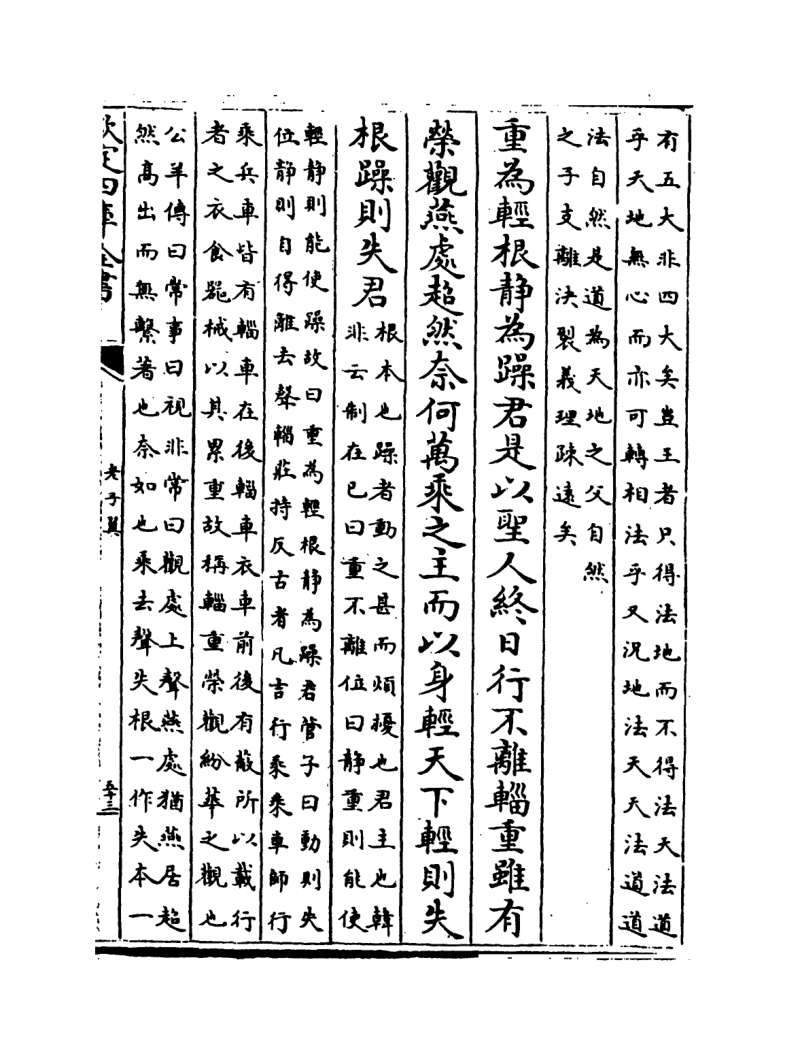 有五大非四大矣豈王者只得法地而不得法天法道
乎天地無心而亦可轉相法乎又況地法天天法道道
法自然是道為天地之父自然
之子支離決裂義理疎遠矣
重為輕根靜為躁君是以聖人終日行不離輜重雖有
榮觀燕處超然奈何萬乘之主而以身輕天下輕則失
根躁則失君
根本也躁者動之甚而煩擾也君主也韓
非云制在已曰重不離位曰靜重則能使
輕靜則能使躁故曰重為輕根靜為躁君管子曰動則失
位靜則自得離去聲輜莊持反古者凡吉行乘乘車師行
乘兵車皆有輜車在後輜車衣車前後有蔽所以載行
者之衣食器械以其累重故稱輜重榮觀紛華之觀也
公羊傳曰常事曰視非常曰觀處上聲燕處猶燕居超
然高出而無繫著也奈如也乘去聲失根一作失本一
欽定四庫全書
老子翼
五十三